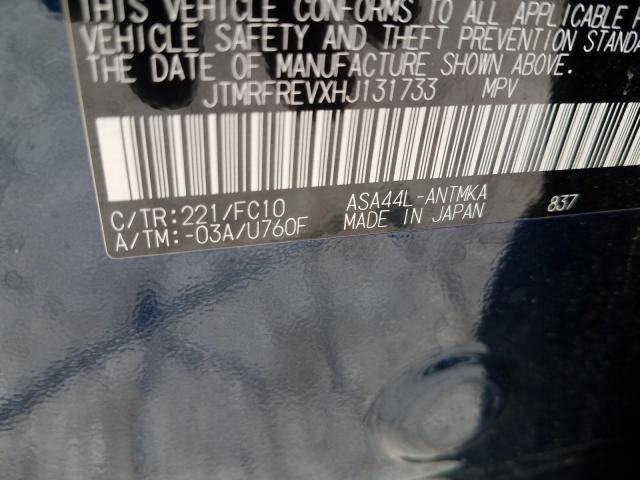 THIS VEHICLE CONFORMS TO ALL APPLICABLE
VEHICLE SAFETY AND THEFT PREVENTION
THE DATE OF MANUFACTURE SHOWN ABOVE.
JTMRFREVXHJ131733 MPV
C/TR:221/FC10 ASA44L-ANTMKA 837
A/TM:-03A/U760F MADE IN JAPAN